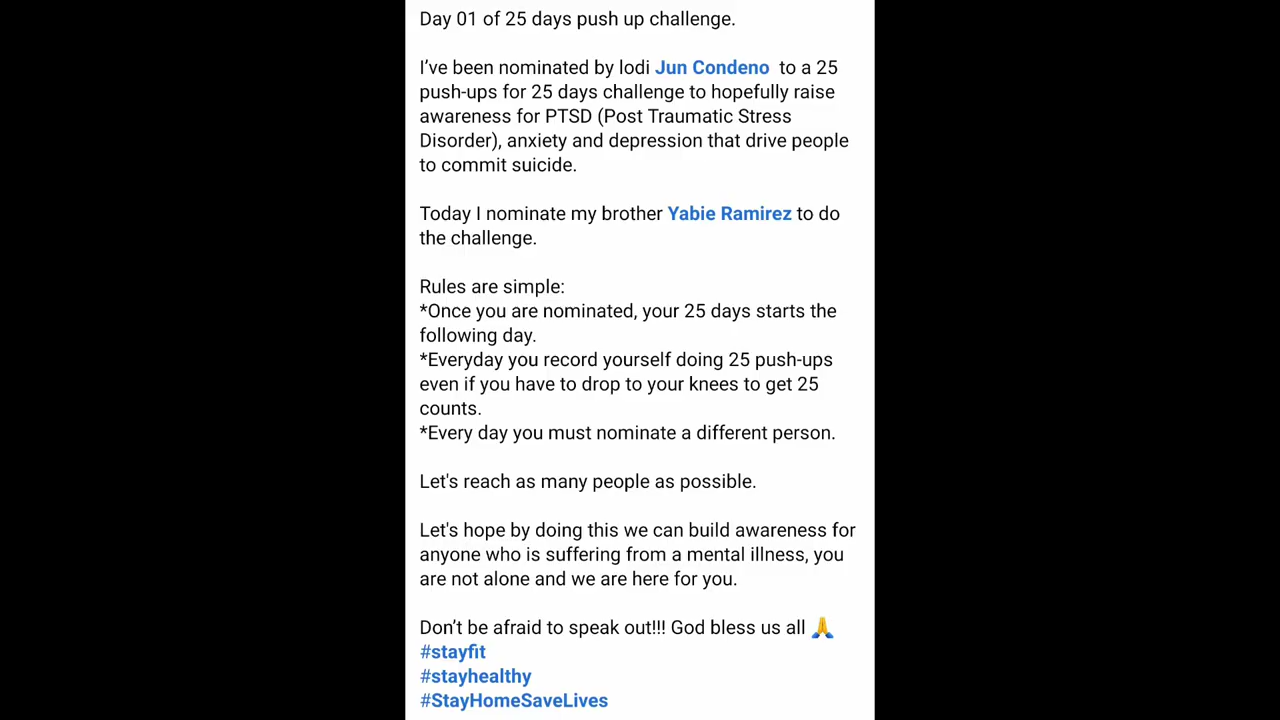 Day 01 of 25 days push up challenge.
I’ve been nominated by lodi Jun Condeno to a 25
push-ups for 25 days challenge to hopefully raise
awareness for PTSD (Post Traumatic Stress
Disorder), anxiety and depression that drive people
to commit suicide.
Today I nominate my brother Yabie Ramirez to do
the challenge.
Rules are simple:
*Once you are nominated, your 25 days starts the
following day.
*Everyday you record yourself doing 25 push-ups
even if you have to drop to your knees to get 25
counts.
*Every day you must nominate a different person.
Let's reach as many people as possible.
Let's hope by doing this we can build awareness for
anyone who is suffering from a mental illness, you
are not alone and we are here for you.
Don’t be afraid to speak out!!! God bless us all 🙏
#stayfit
#stayhealthy
#StayHomeSaveLives